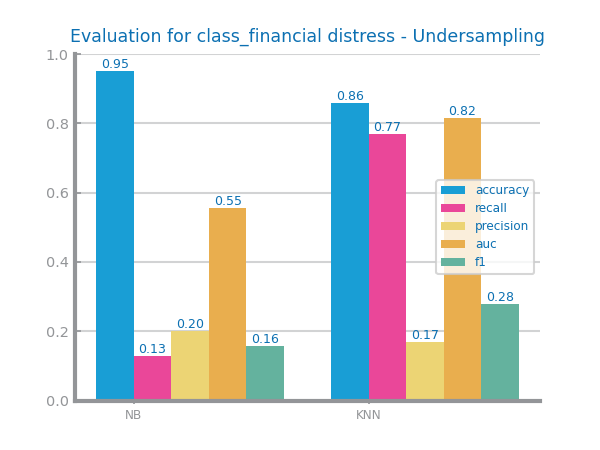 Evaluation for class_financial distress - Undersampling
1.0
0.8
0.6
0.4
0.2
0.0
0.95
0.13
0.20
0.55
0.16
0.86
0.77
0.17
0.82
0.28
accuracy
recall
precision
auc
f1
NB
KNN